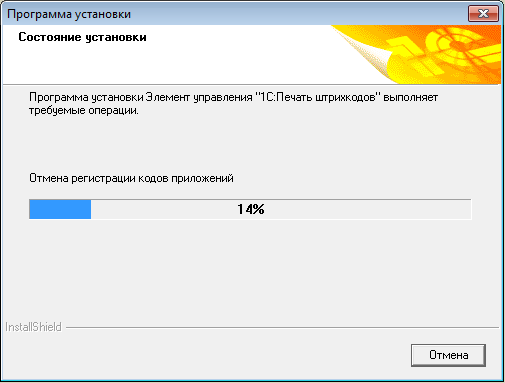 Программа установки
Состояние установки
Программа установки Элемент управления "1С:Печать штрихкодов" выполняет
требуемые операции.
Отмена регистрации кодов приложений
14%
InstallShield
Отмена